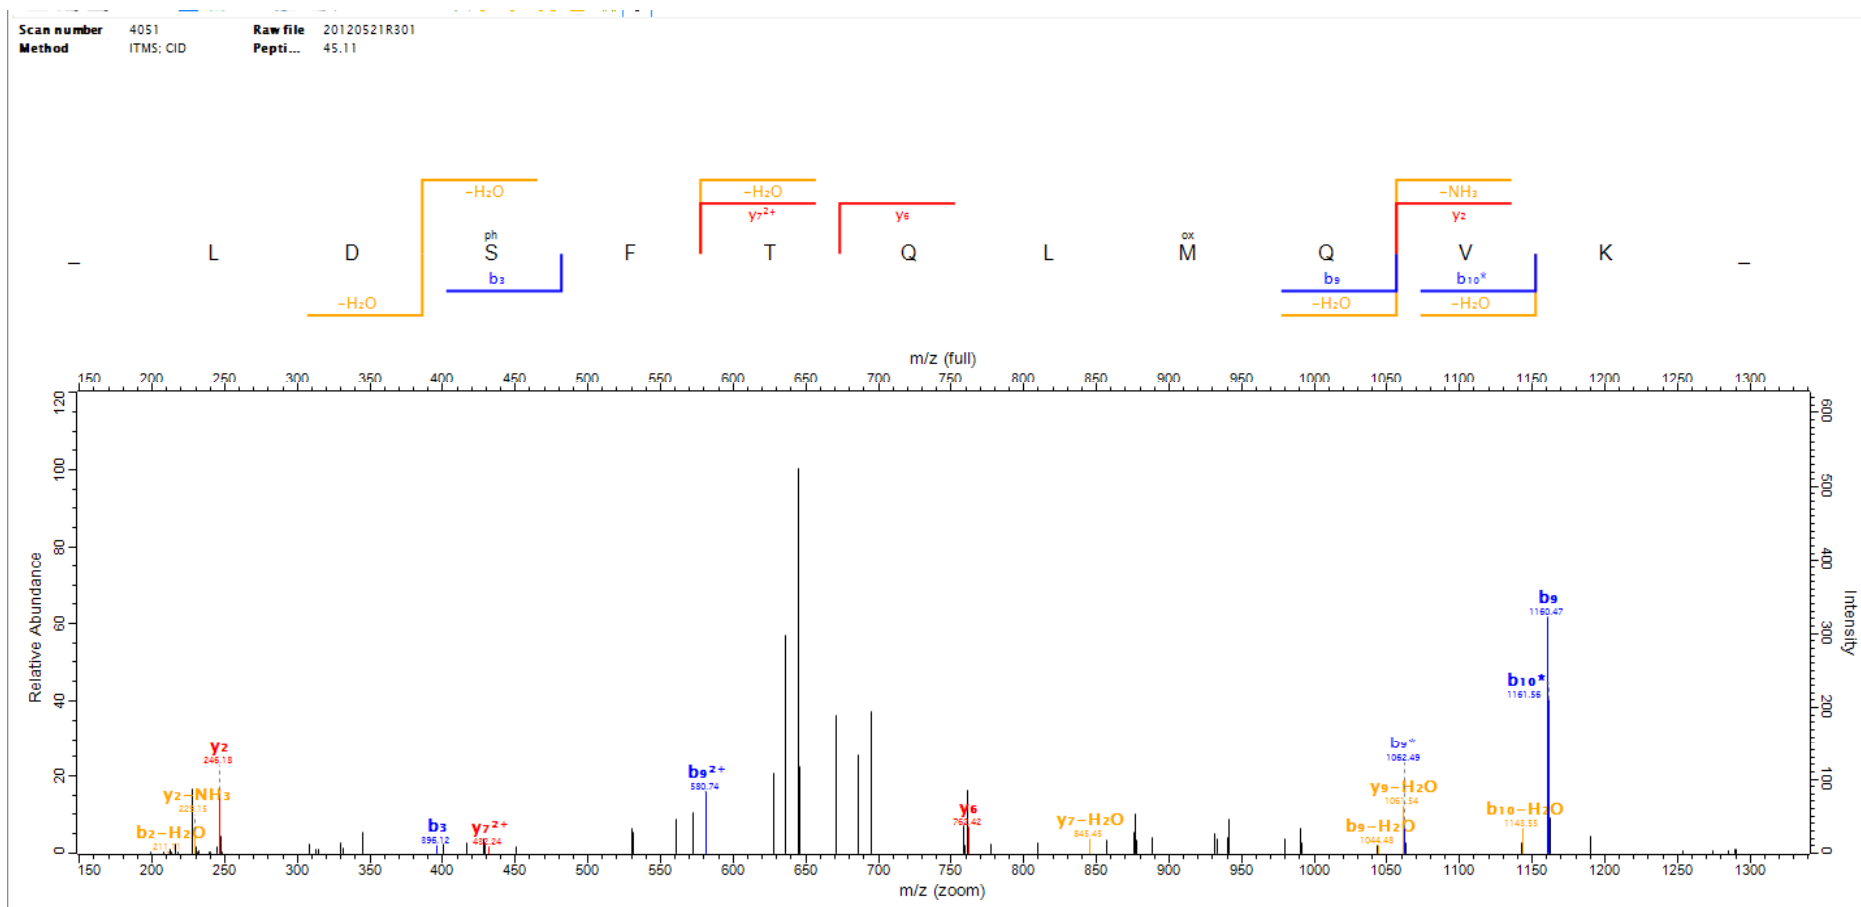 Scan number 4051 Raw file 20120521R301
Method ITMS; CID Pepti... 45.11
–H₂O –H₂O –NH₃
y₇²⁺ y₆ y₂
ph ox
_ L D S F T Q L M Q V K _
b₃ b₉ b₁₀*
–H₂O –H₂O –H₂O
m/z (full)
150 200 250 300 350 400 450 500 550 600 650 700 750 800 850 900 950 1000 1050 1100 1150 1200 1250 1300
120
100
80
60
40
20
0
Relative Abundance
600
500
400
300
200
100
0
Intensity
b₉
1160.47
b₁₀*
1161.56
y₂
246.18
b₉*
1062.49
b₉²⁺
580.74
y₂–NH₃
y₉–H₂O
y₆
b₁₀–H₂O
1143.55
y₇–H₂O
845.45
b₃
396.12
y₇²⁺
b₂–H₂O
b₉–H₂O
1044.48
150 200 250 300 350 400 450 500 550 600 650 700 750 800 850 900 950 1000 1050 1100 1150 1200 1250 1300
m/z (zoom)